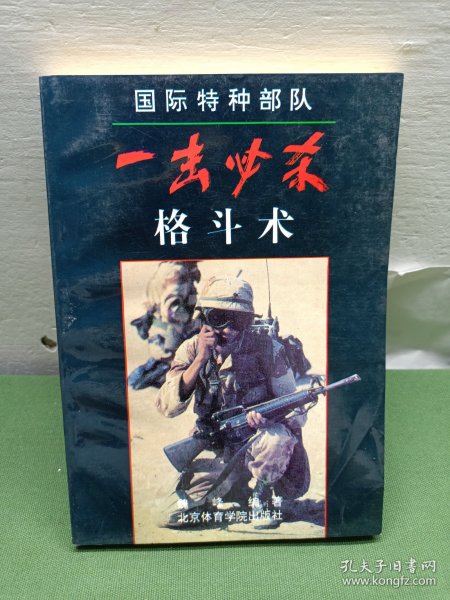 国际特种部队
一击必杀
格斗术
峰 编著
北京体育学院出版社
孔夫子旧书网
www.kongfz.com